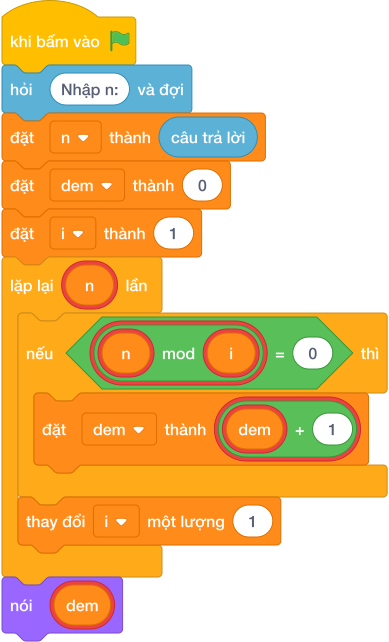 khi bấm vào
hỏi Nhập n: và đợi
đặt n thành câu trả lời
đặt dem thành 0
đặt i thành 1
lặp lại n lần
nếu n mod i = 0 thì
đặt dem thành dem + 1
thay đổi i một lượng 1
nói dem